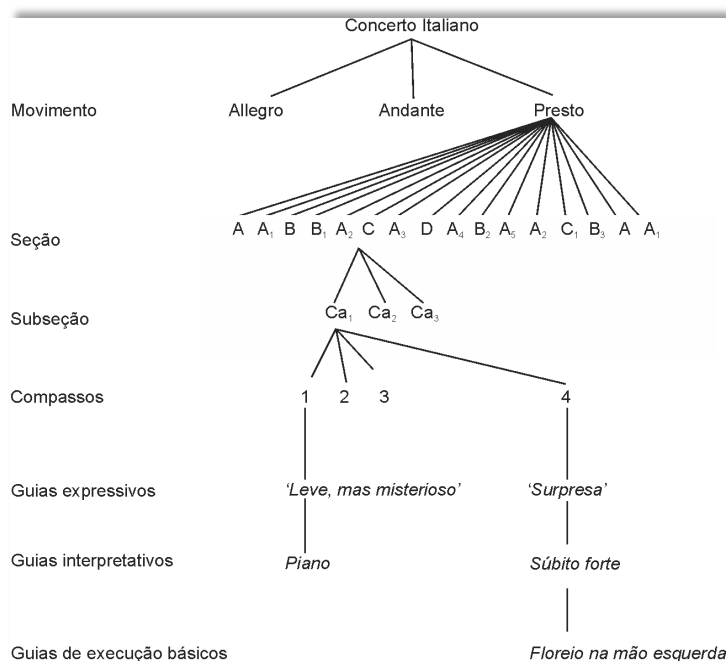 Concerto Italiano
Movimento Allegro Andante Presto
Seção A A₁ B B₁ A₂ C A₃ D A₄ B₂ A₅ A₂ C₁ B₃ A A₁
Subseção Ca₁ Ca₂ Ca₃
Compassos 1 2 3 4
Guias expressivos ‘Leve, mas misterioso’ ‘Surpresa’
Guias interpretativos Piano Súbito forte
Guias de execução básicos Floreio na mão esquerda